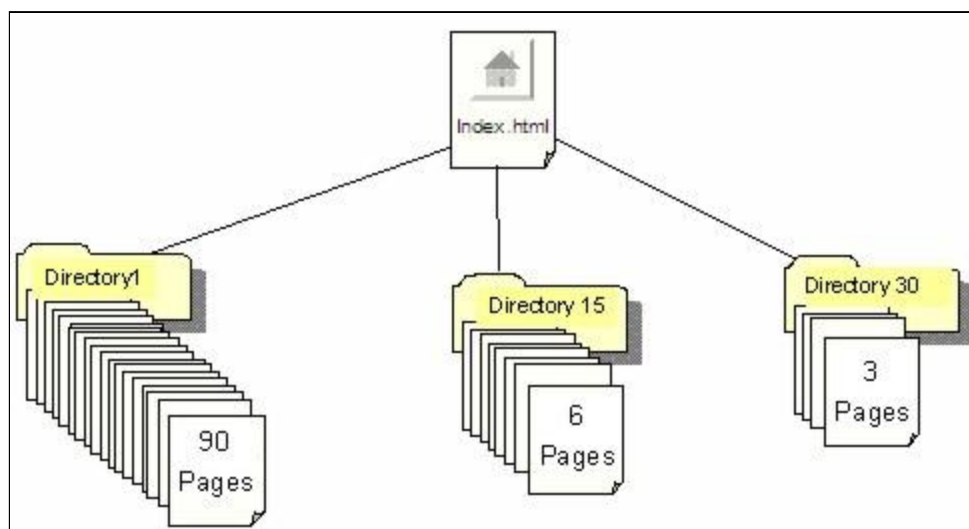 Index.html
Directory1
Directory 15
Directory 30
90
Pages
6
Pages
3
Pages